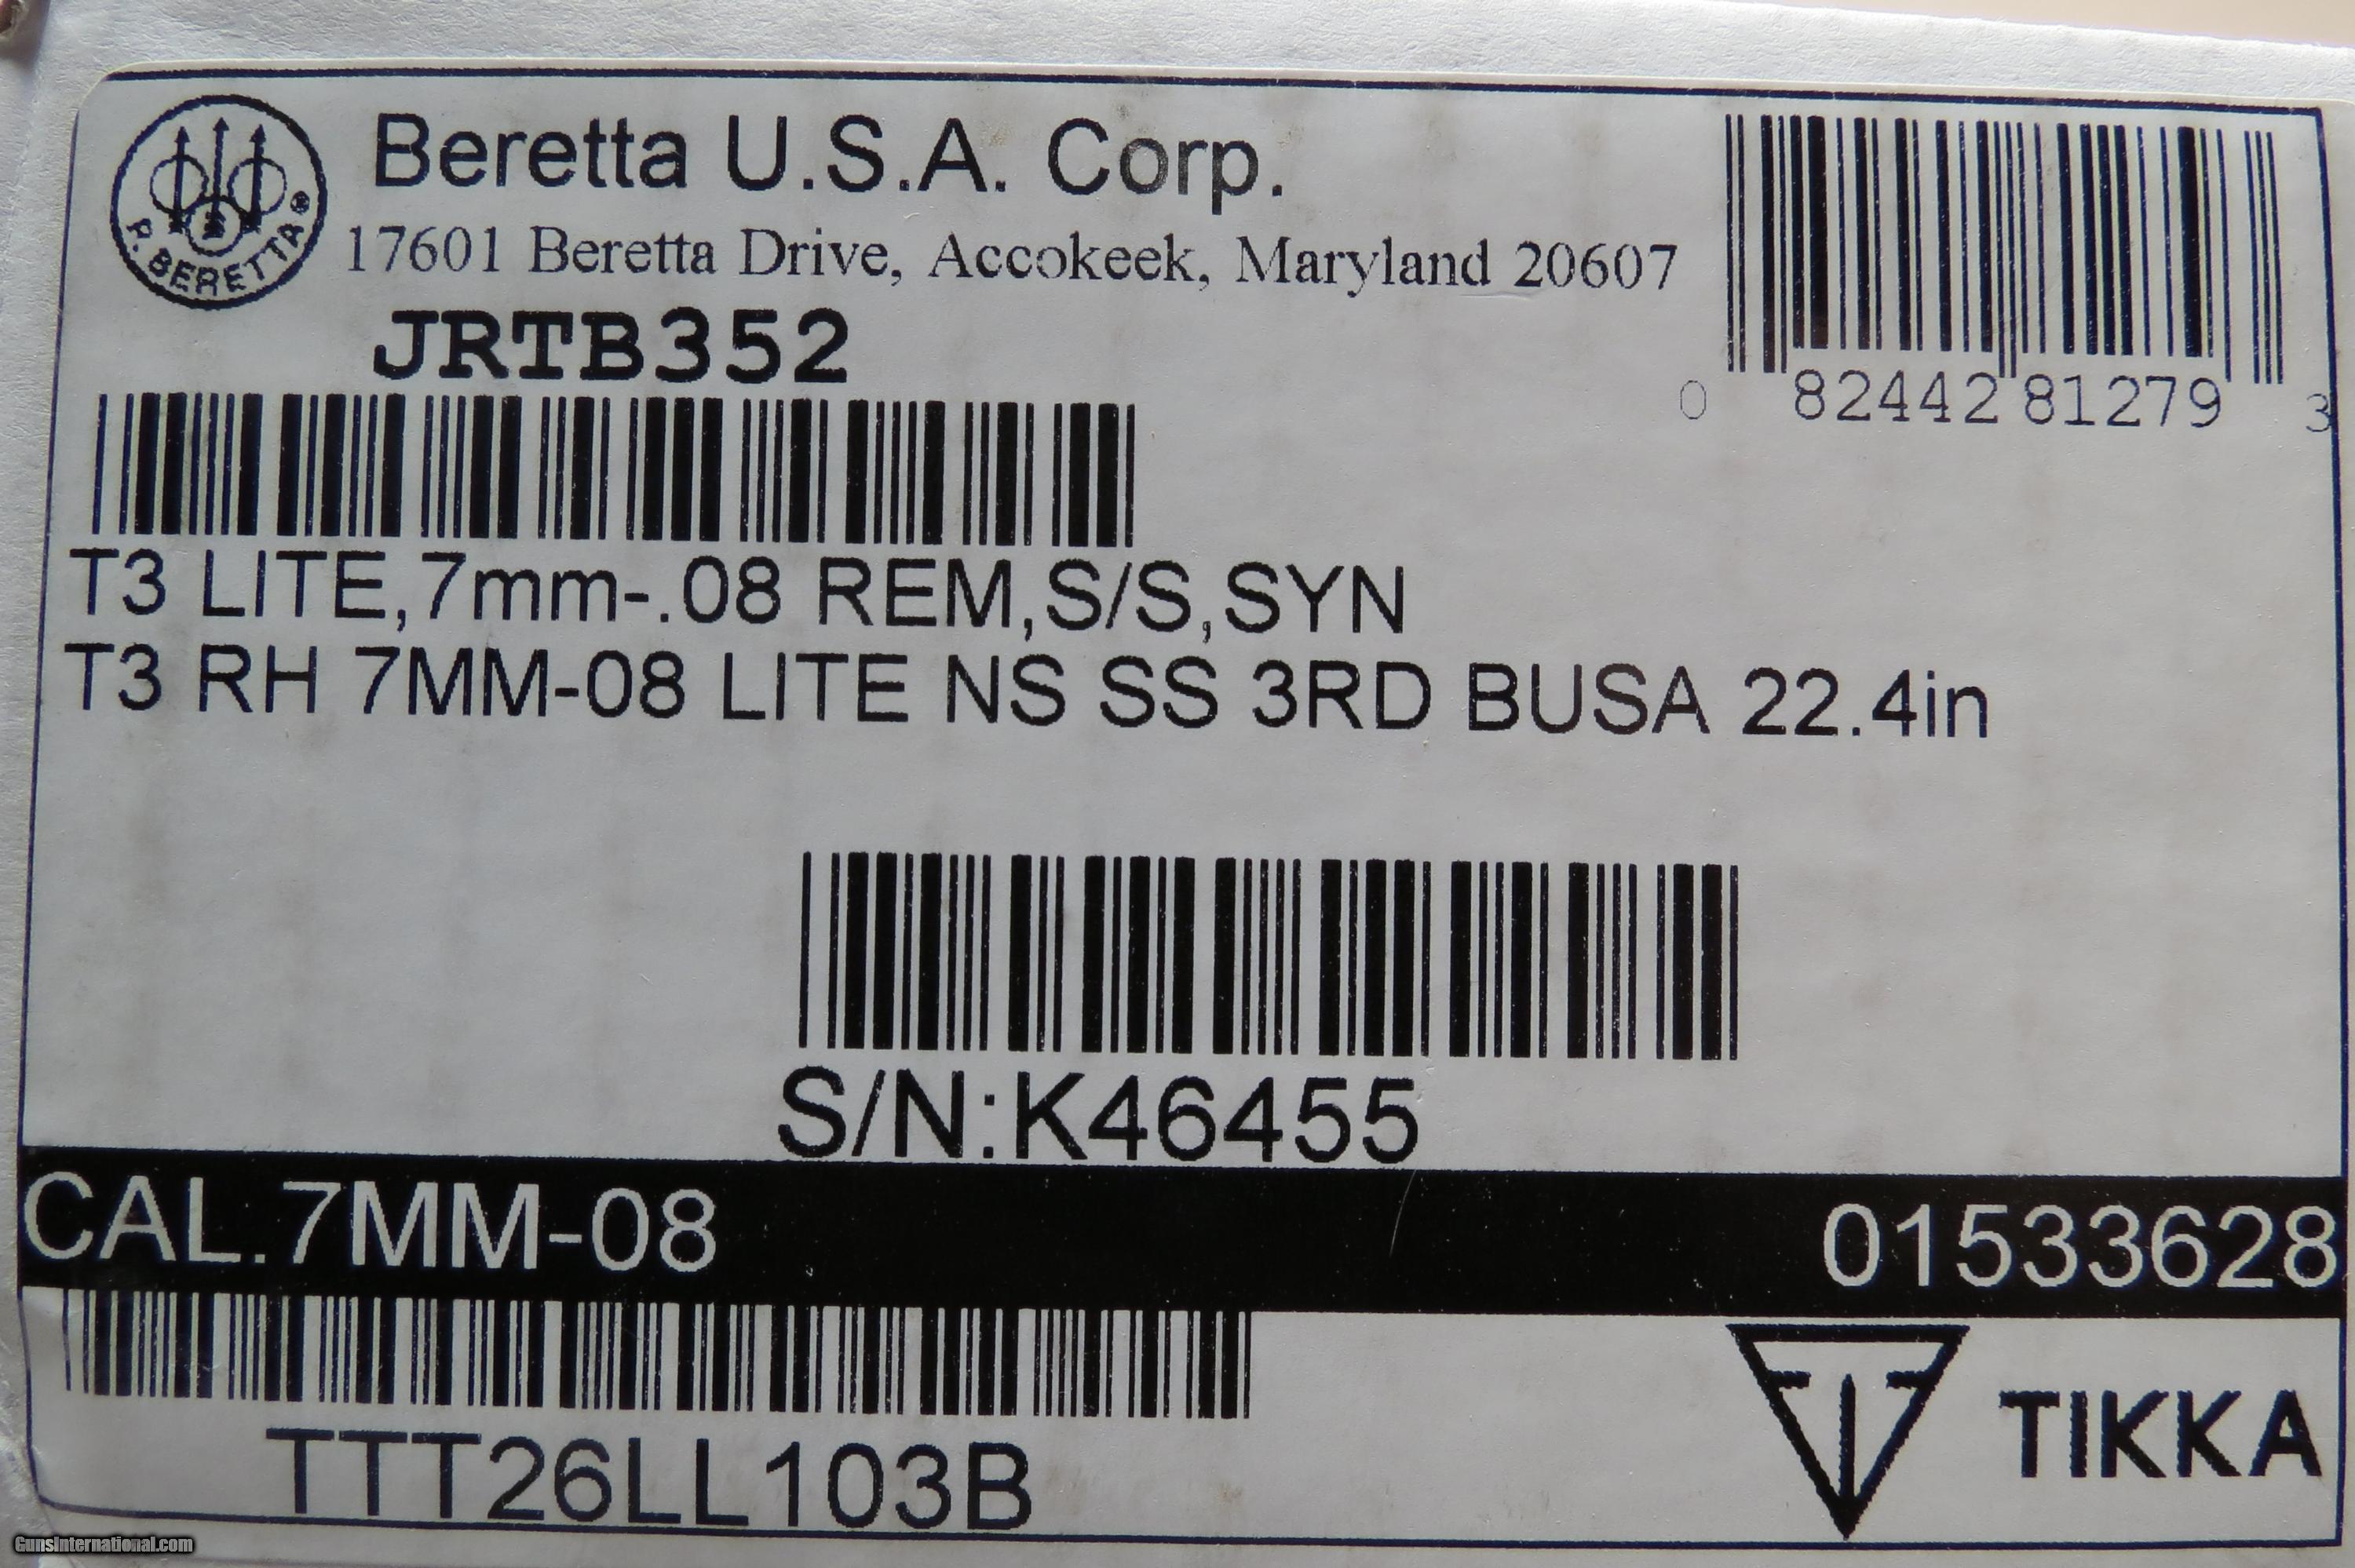 Beretta U.S.A. Corp.
17601 Beretta Drive, Accokeek, Maryland 20607
P. BERETTA ®
JRTB352
0 82442 81279 3
T3 LITE,7mm-.08 REM,S/S,SYN
T3 RH 7MM-08 LITE NS SS 3RD BUSA 22.4in
S/N:K46455
CAL.7MM-08 01533628
TTT26LL103B
TIKKA
GunsInternational.com